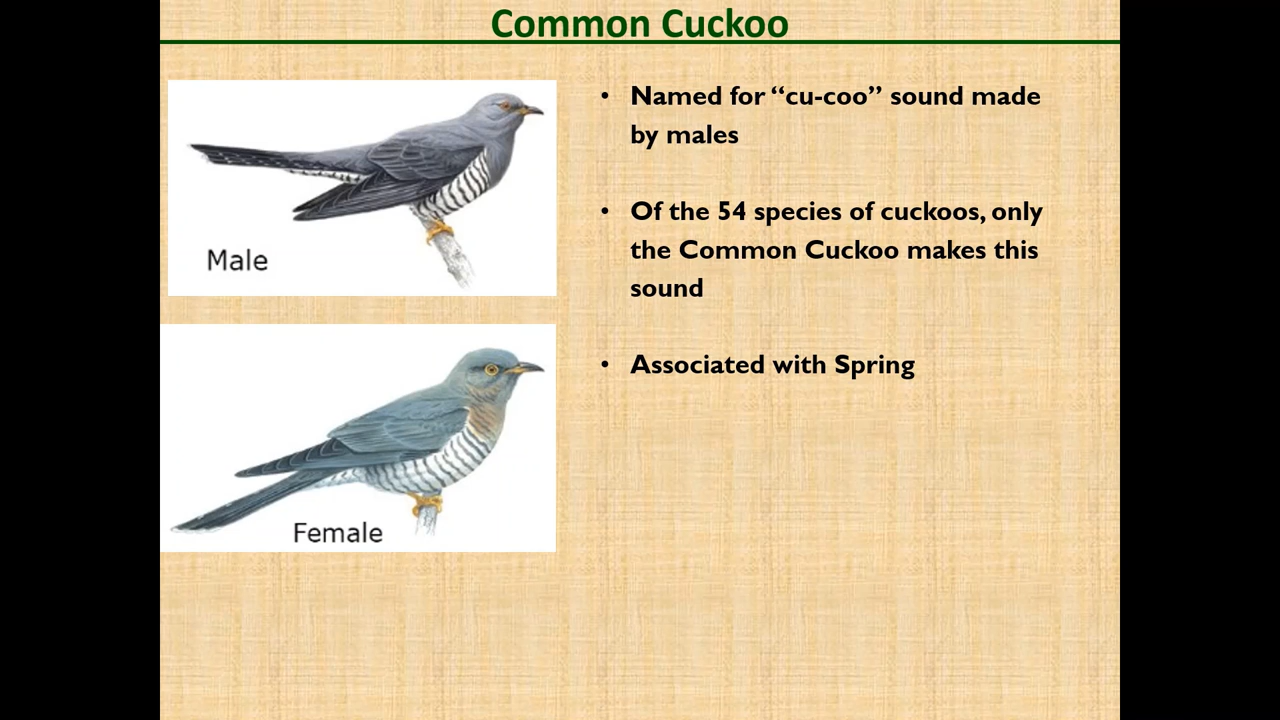 Common Cuckoo
Male
Female
• Named for “cu-coo” sound made
by males
• Of the 54 species of cuckoos, only
the Common Cuckoo makes this
sound
• Associated with Spring